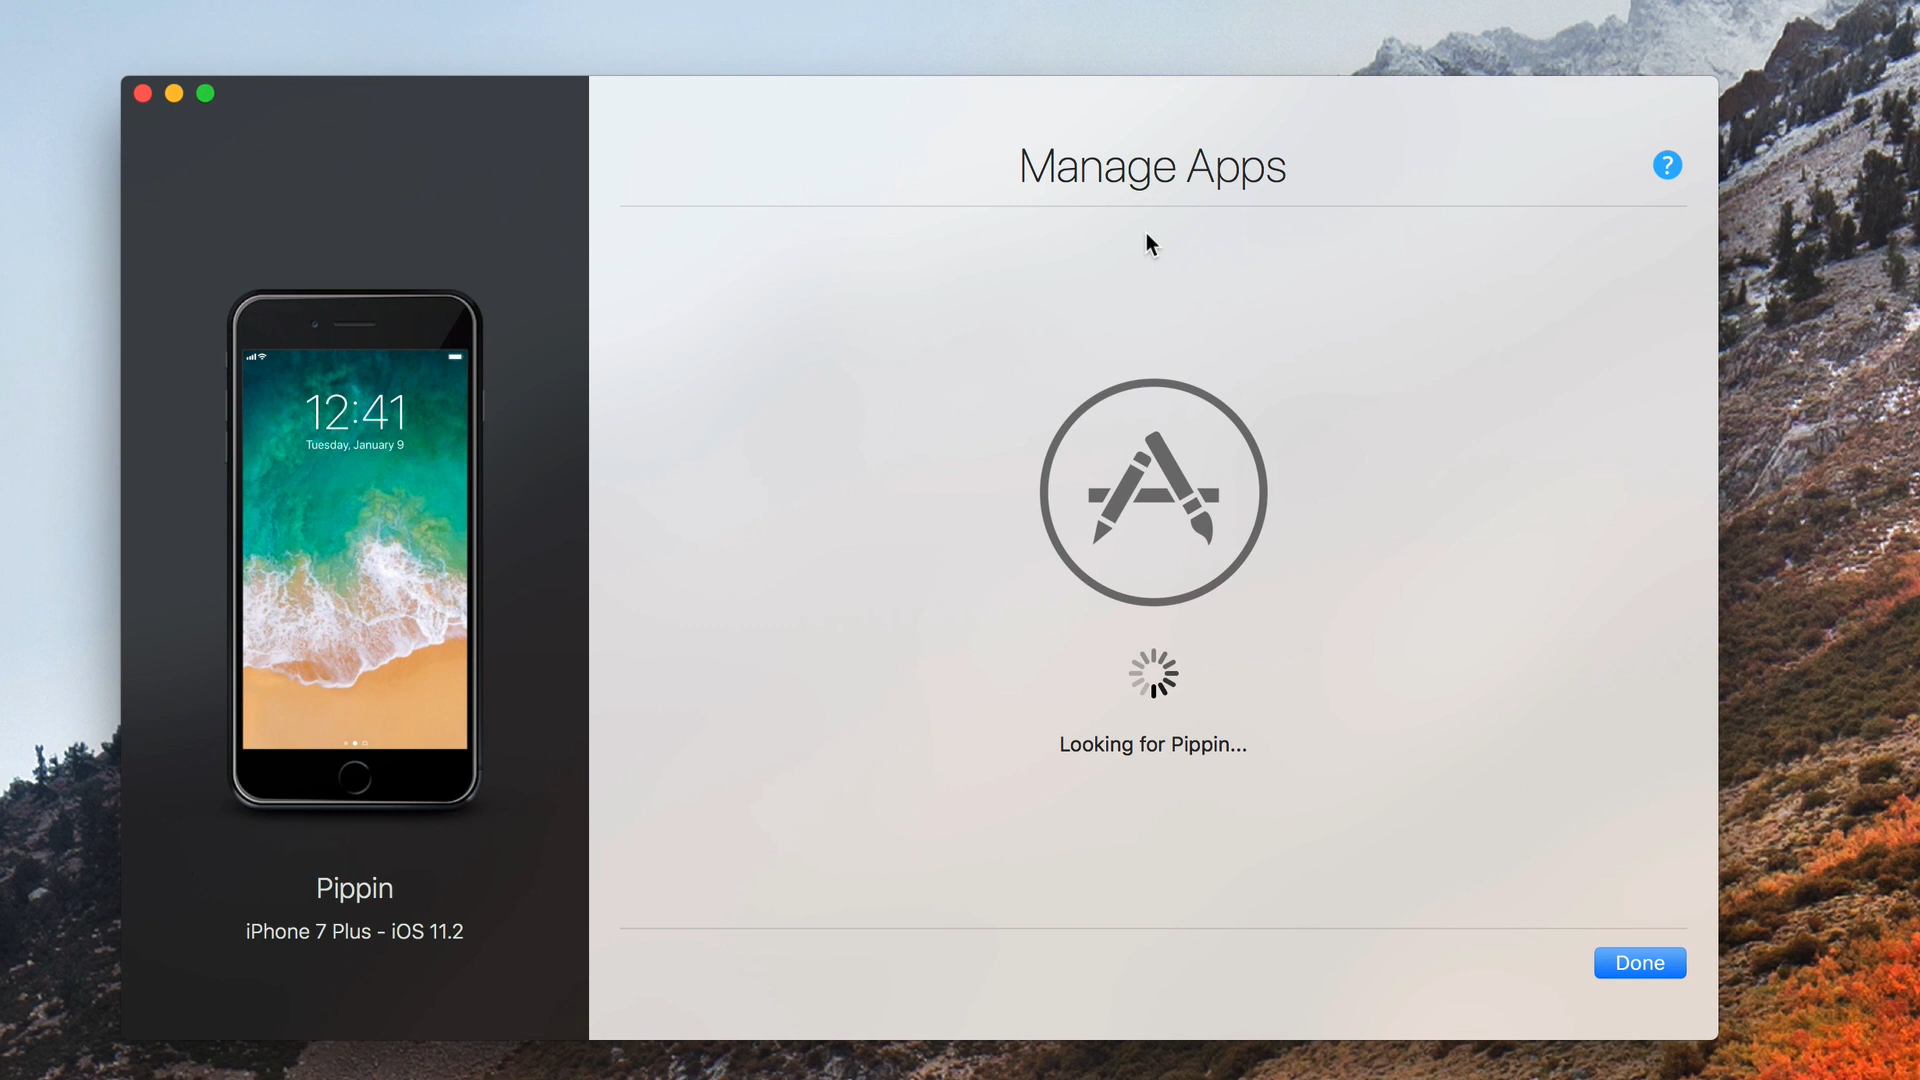 Manage Apps
?
12:41
Tuesday, January 9
Looking for Pippin...
Pippin
iPhone 7 Plus - iOS 11.2
Done